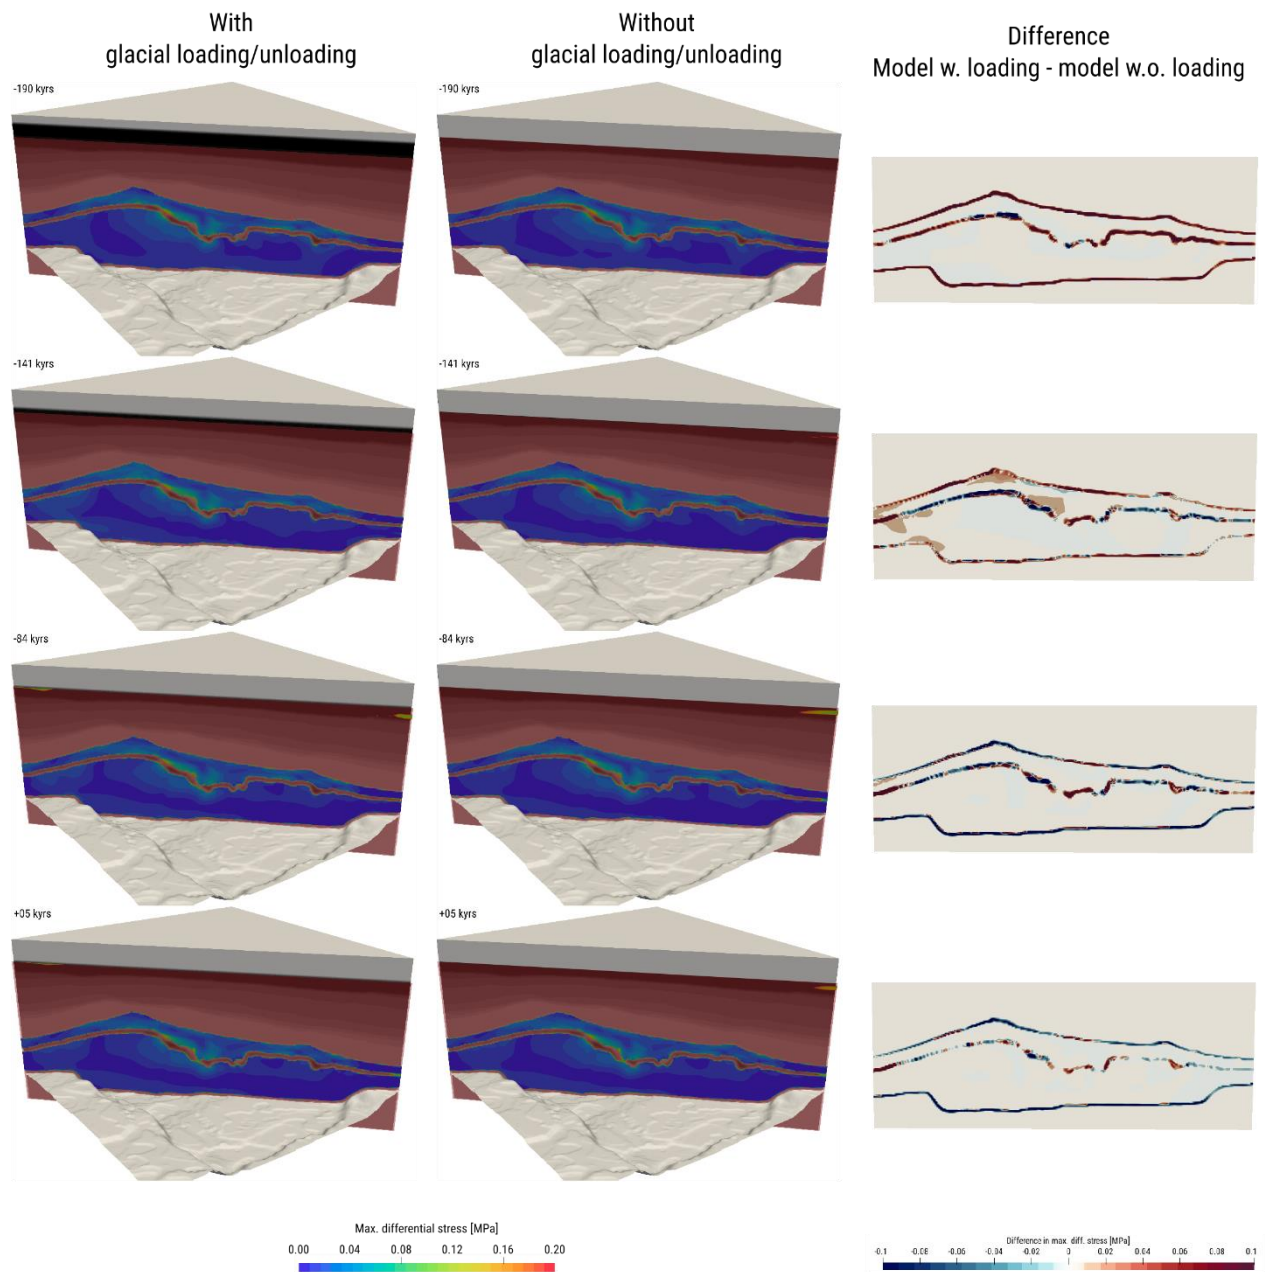 With
glacial loading/unloading
Without
glacial loading/unloading
Difference
Model w. loading - model w.o. loading
-190 kyrs
-190 kyrs
-141 kyrs
-141 kyrs
-84 kyrs
-84 kyrs
+05 kyrs
+05 kyrs
Max. differential stress [MPa]
0.00 0.04 0.08 0.12 0.16 0.20
Difference in max. diff. stress [MPa]
-0.1 -0.08 -0.06 -0.04 -0.02 0 0.02 0.04 0.06 0.08 0.1